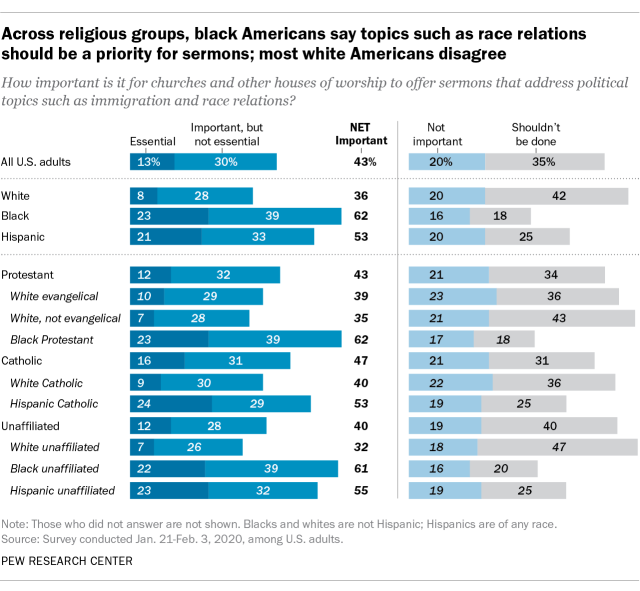 Across religious groups, black Americans say topics such as race relations
should be a priority for sermons; most white Americans disagree
How important is it for churches and other houses of worship to offer sermons that address political
topics such as immigration and race relations?
Essential Important, but not essential NET Important Not important Shouldn't be done
All U.S. adults 13% 30% 43% 20% 35%
White 8 28 36 20 42
Black 23 39 62 16 18
Hispanic 21 33 53 20 25
Protestant 12 32 43 21 34
White evangelical 10 29 39 23 36
White, not evangelical 7 28 35 21 43
Black Protestant 23 39 62 17 18
Catholic 16 31 47 21 31
White Catholic 9 30 40 22 36
Hispanic Catholic 24 29 53 19 25
Unaffiliated 12 28 40 19 40
White unaffiliated 7 26 32 18 47
Black unaffiliated 22 39 61 16 20
Hispanic unaffiliated 23 32 55 19 25
Note: Those who did not answer are not shown. Blacks and whites are not Hispanic; Hispanics are of any race.
Source: Survey conducted Jan. 21-Feb. 3, 2020, among U.S. adults.
PEW RESEARCH CENTER